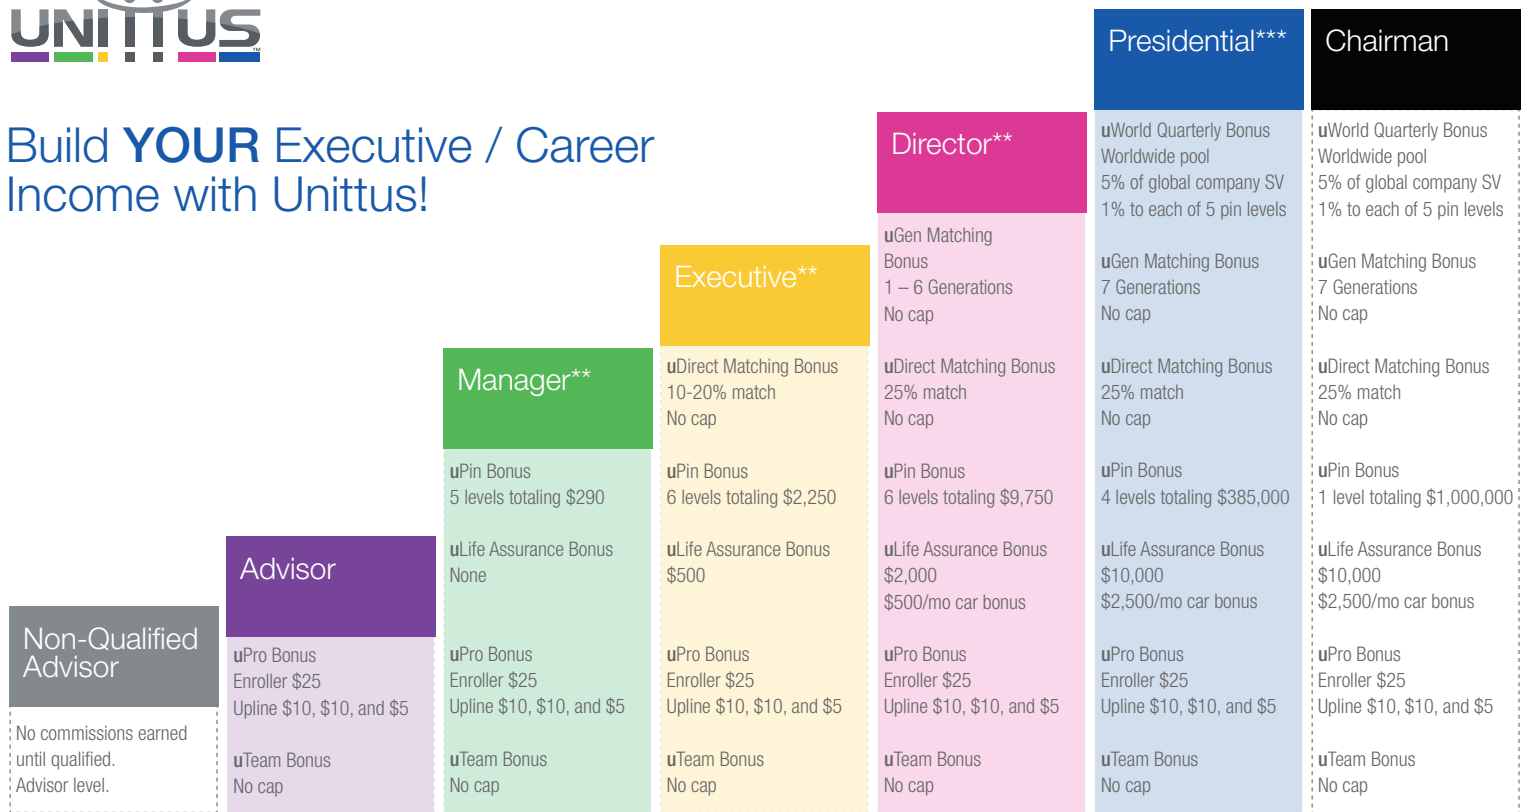 UNITTUS
TM
Build YOUR Executive / Career
Income with Unittus!
Non-Qualified
Advisor
No commissions earned
until qualified.
Advisor level.
Advisor
uPro Bonus
Enroller $25
Upline $10, $10, and $5
uTeam Bonus
No cap
Manager**
uPin Bonus
5 levels totaling $290
uLife Assurance Bonus
None
uPro Bonus
Enroller $25
Upline $10, $10, and $5
uTeam Bonus
No cap
Executive**
uDirect Matching Bonus
10-20% match
No cap
uPin Bonus
6 levels totaling $2,250
uLife Assurance Bonus
$500
uPro Bonus
Enroller $25
Upline $10, $10, and $5
uTeam Bonus
No cap
Director**
uGen Matching
Bonus
1 – 6 Generations
No cap
uDirect Matching Bonus
25% match
No cap
uPin Bonus
6 levels totaling $9,750
uLife Assurance Bonus
$2,000
$500/mo car bonus
uPro Bonus
Enroller $25
Upline $10, $10, and $5
uTeam Bonus
No cap
Presidential***
uWorld Quarterly Bonus
Worldwide pool
5% of global company SV
1% to each of 5 pin levels
uGen Matching Bonus
7 Generations
No cap
uDirect Matching Bonus
25% match
No cap
uPin Bonus
4 levels totaling $385,000
uLife Assurance Bonus
$10,000
$2,500/mo car bonus
uPro Bonus
Enroller $25
Upline $10, $10, and $5
uTeam Bonus
No cap
Chairman
uWorld Quarterly Bonus
Worldwide pool
5% of global company SV
1% to each of 5 pin levels
uGen Matching Bonus
7 Generations
No cap
uDirect Matching Bonus
25% match
No cap
uPin Bonus
1 level totaling $1,000,000
uLife Assurance Bonus
$10,000
$2,500/mo car bonus
uPro Bonus
Enroller $25
Upline $10, $10, and $5
uTeam Bonus
No cap